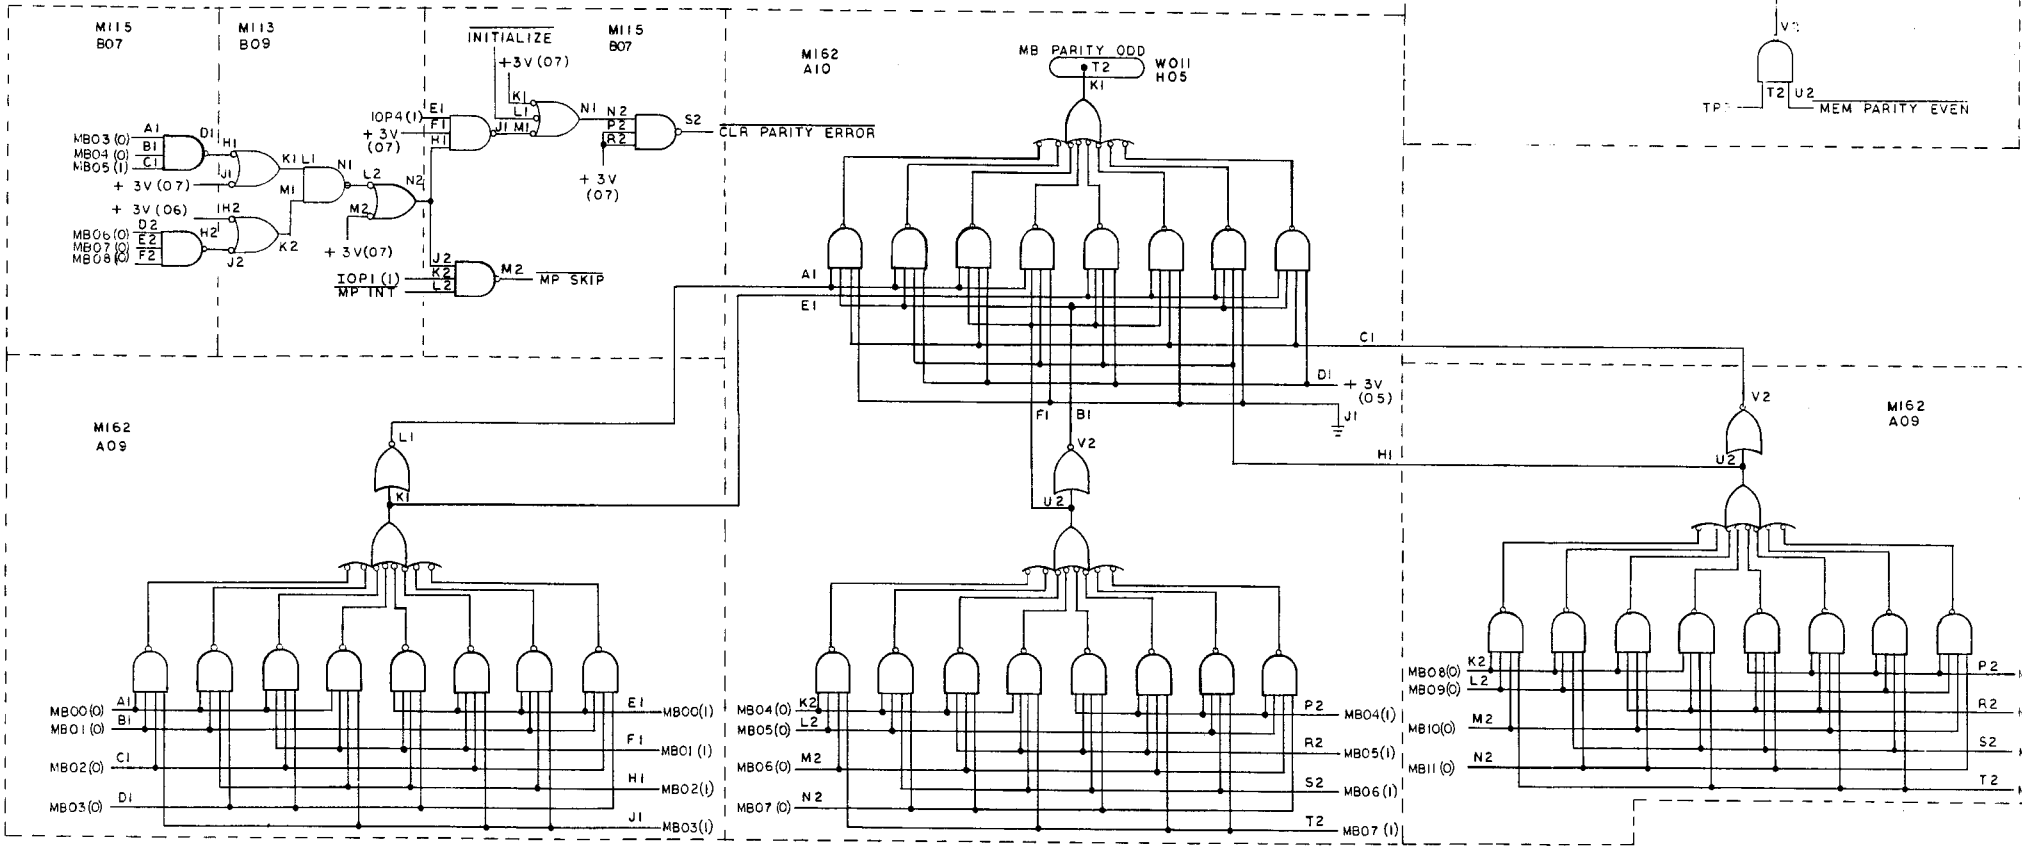 M115
B07
M113
B09
INITIALIZE
M115
B07
+3V(07)
K1
L1
J1 M1
N1
IOP4(1)
E1
F1
H1
+3V
(07)
N2
P2
R2
S2
CLR PARITY ERROR
+3V
(07)
MB03(0)
MB04(0)
MB05(1)
A1
B1
C1
D1
H1
J1
K1 L1
M1
N1
L2
M2
N2
+3V(07)
+3V(06)
MB06(0)
MB07(0)
MB08(0)
D2
E2
F2
H2
H2
J2
K2
+3V(07)
IOP1(1)
MP INT
J2
K2
L2
M2
MP SKIP
M162
A10
MB PARITY ODD
T2
W011
H05
K1
A1
E1
C1
D1
+3V
(05)
J1
F1
B1
V2
U2
H1
V2
T2
U2
MEM PARITY EVEN
M162
A09
L1
K1
MB00(0)
A1
MB01(0)
B1
MB02(0)
C1
MB03(0)
D1
E1
MB00(1)
F1
MB01(1)
H1
MB02(1)
J1
MB03(1)
MB04(0)
K2
MB05(0)
L2
MB06(0)
M2
MB07(0)
N2
P2
MB04(1)
R2
MB05(1)
S2
MB06(1)
T2
MB07(1)
M162
A09
V2
U2
MB08(0)
K2
MB09(0)
L2
MB10(0)
M2
MB11(0)
N2
P2
R2
S2
T2